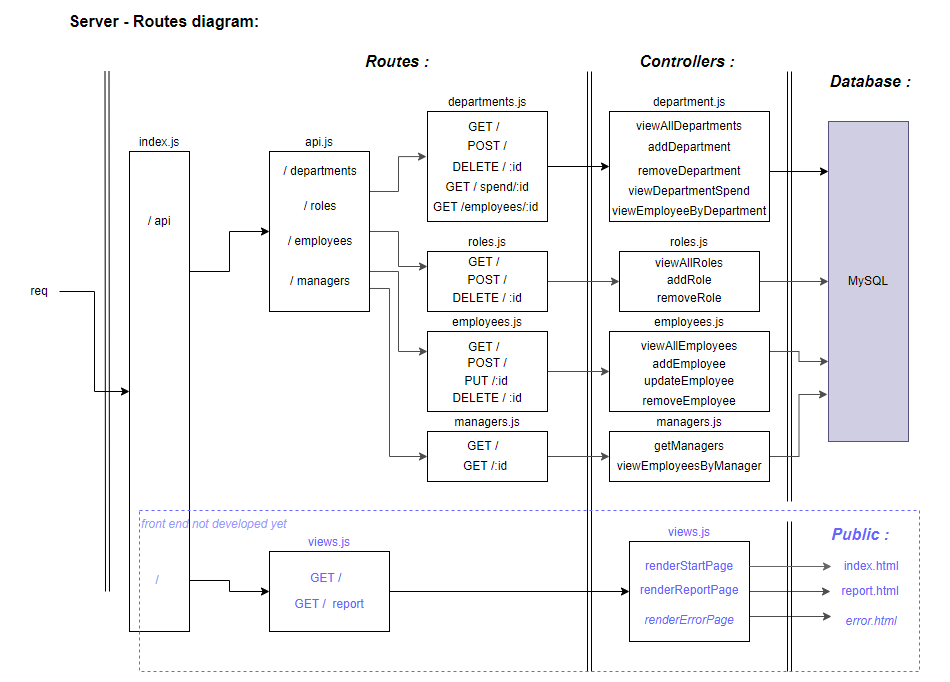 Server - Routes diagram:
Routes :
Controllers :
Database :
req
index.js
/ api
api.js
/ departments
/ roles
/ employees
/ managers
departments.js
GET /
POST /
DELETE / :id
GET / spend/:id
GET /employees/:id
roles.js
GET /
POST /
DELETE / :id
employees.js
GET /
POST /
PUT /:id
DELETE / :id
managers.js
GET /
GET /:id
department.js
viewAllDepartments
addDepartment
removeDepartment
viewDepartmentSpend
viewEmployeeByDepartment
roles.js
viewAllRoles
addRole
removeRole
employees.js
viewAllEmployees
addEmployee
updateEmployee
removeEmployee
managers.js
getManagers
viewEmployeesByManager
MySQL
front end not developed yet
/
views.js
GET /
GET / report
views.js
renderStartPage
renderReportPage
renderErrorPage
Public :
index.html
report.html
error.html